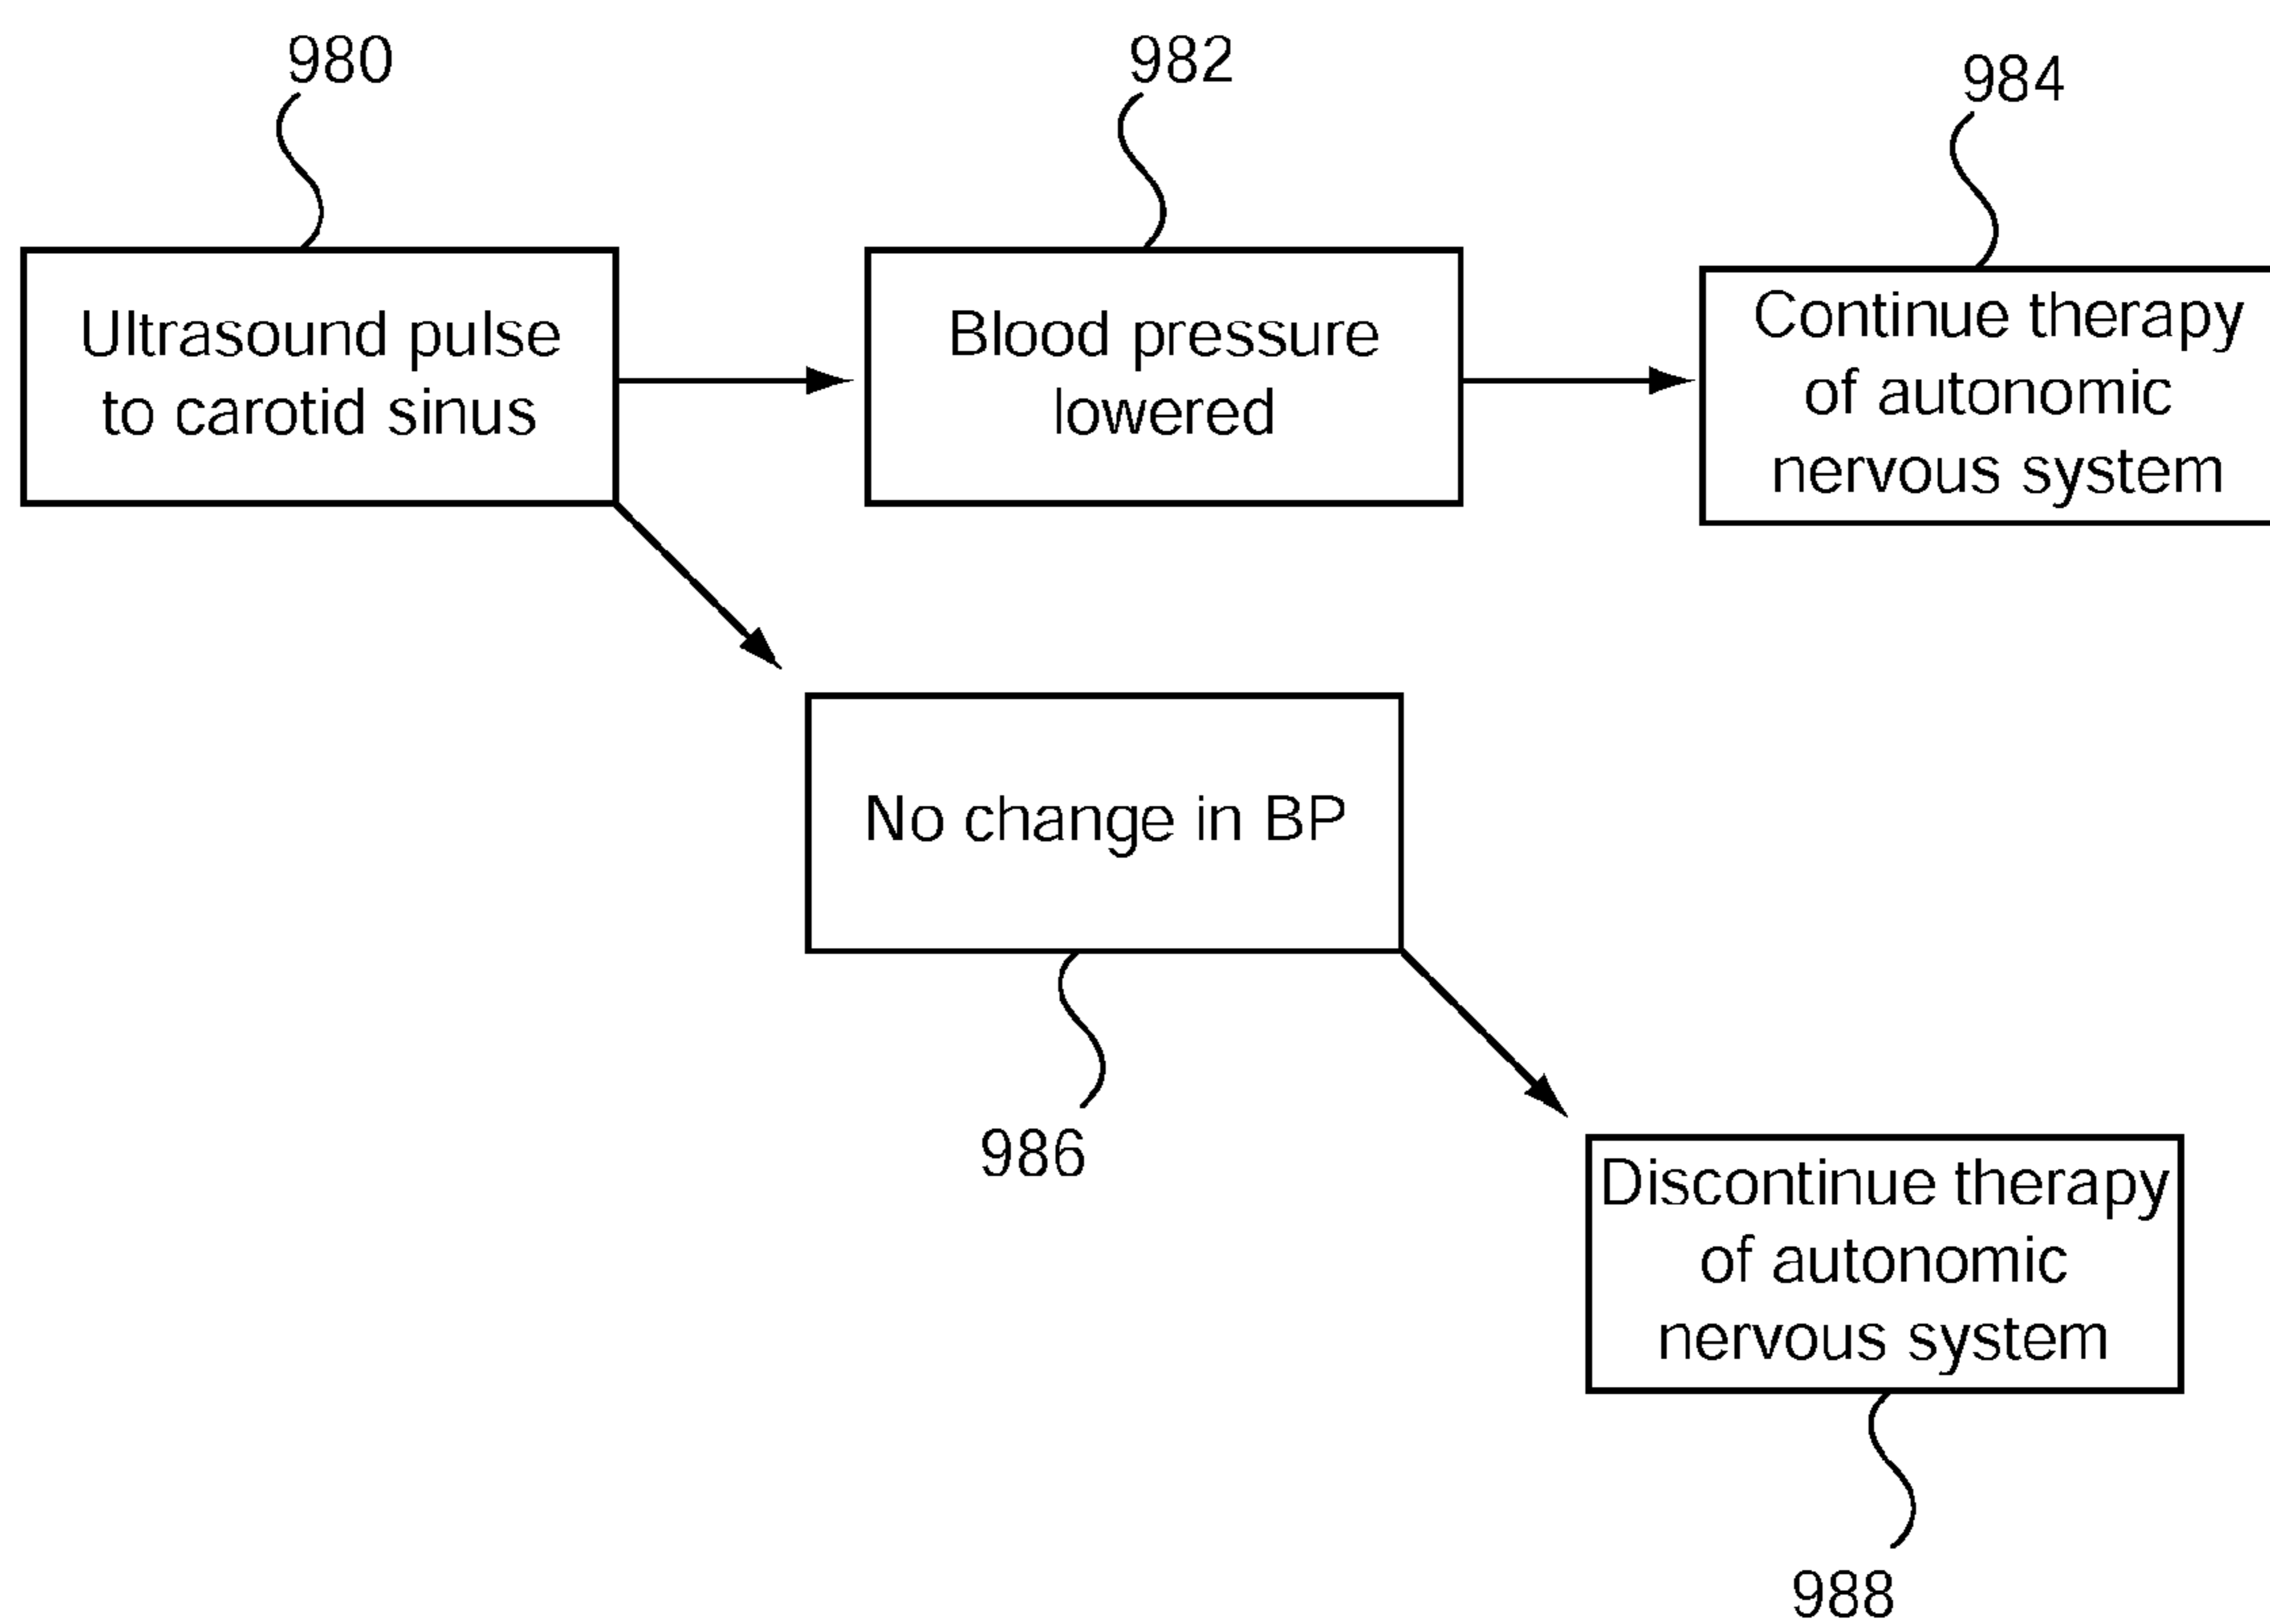 980
982
984
Ultrasound pulse
to carotid sinus
Blood pressure
lowered
Continue therapy
of autonomic
nervous system
No change in BP
986
Discontinue therapy
of autonomic
nervous system
988